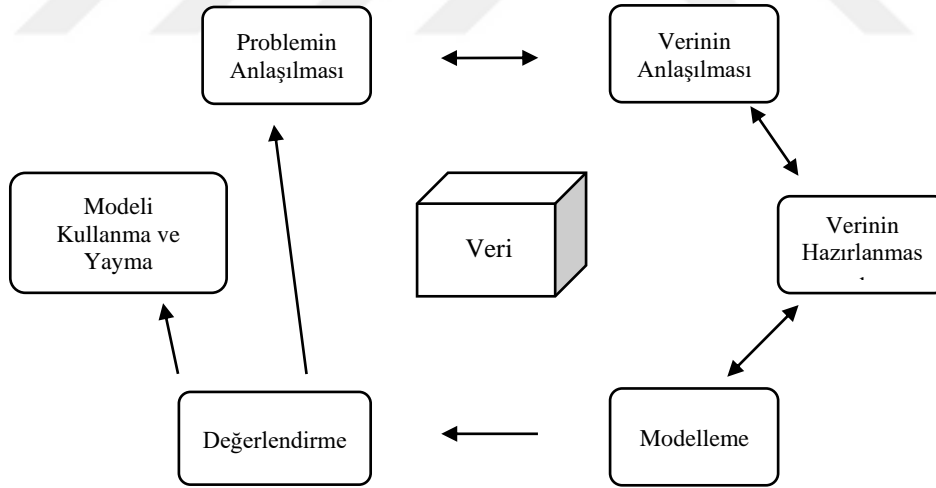 Problemin
Anlaşılması
Verinin
Anlaşılması
Modeli
Kullanma ve
Yayma
Veri
Verinin
Hazırlanmas
Değerlendirme
Modelleme